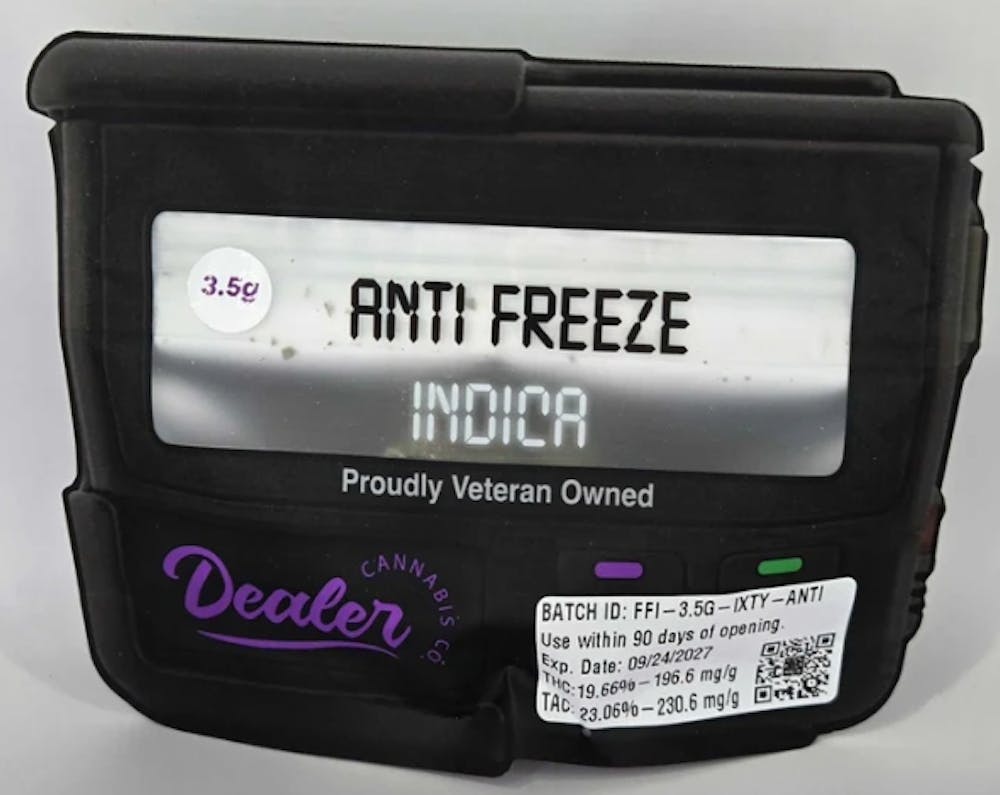 3.5g
ANTI FREEZE
INDICA
Proudly Veteran Owned
Dealer
CANNABIS CO.
BATCH ID: FFI-3.5G-IXTY-ANTI
Use within 90 days of opening.
Exp. Date: 09/24/2027
THC: 19.66% - 196.6 mg/g
TAC: 23.06% - 230.6 mg/g